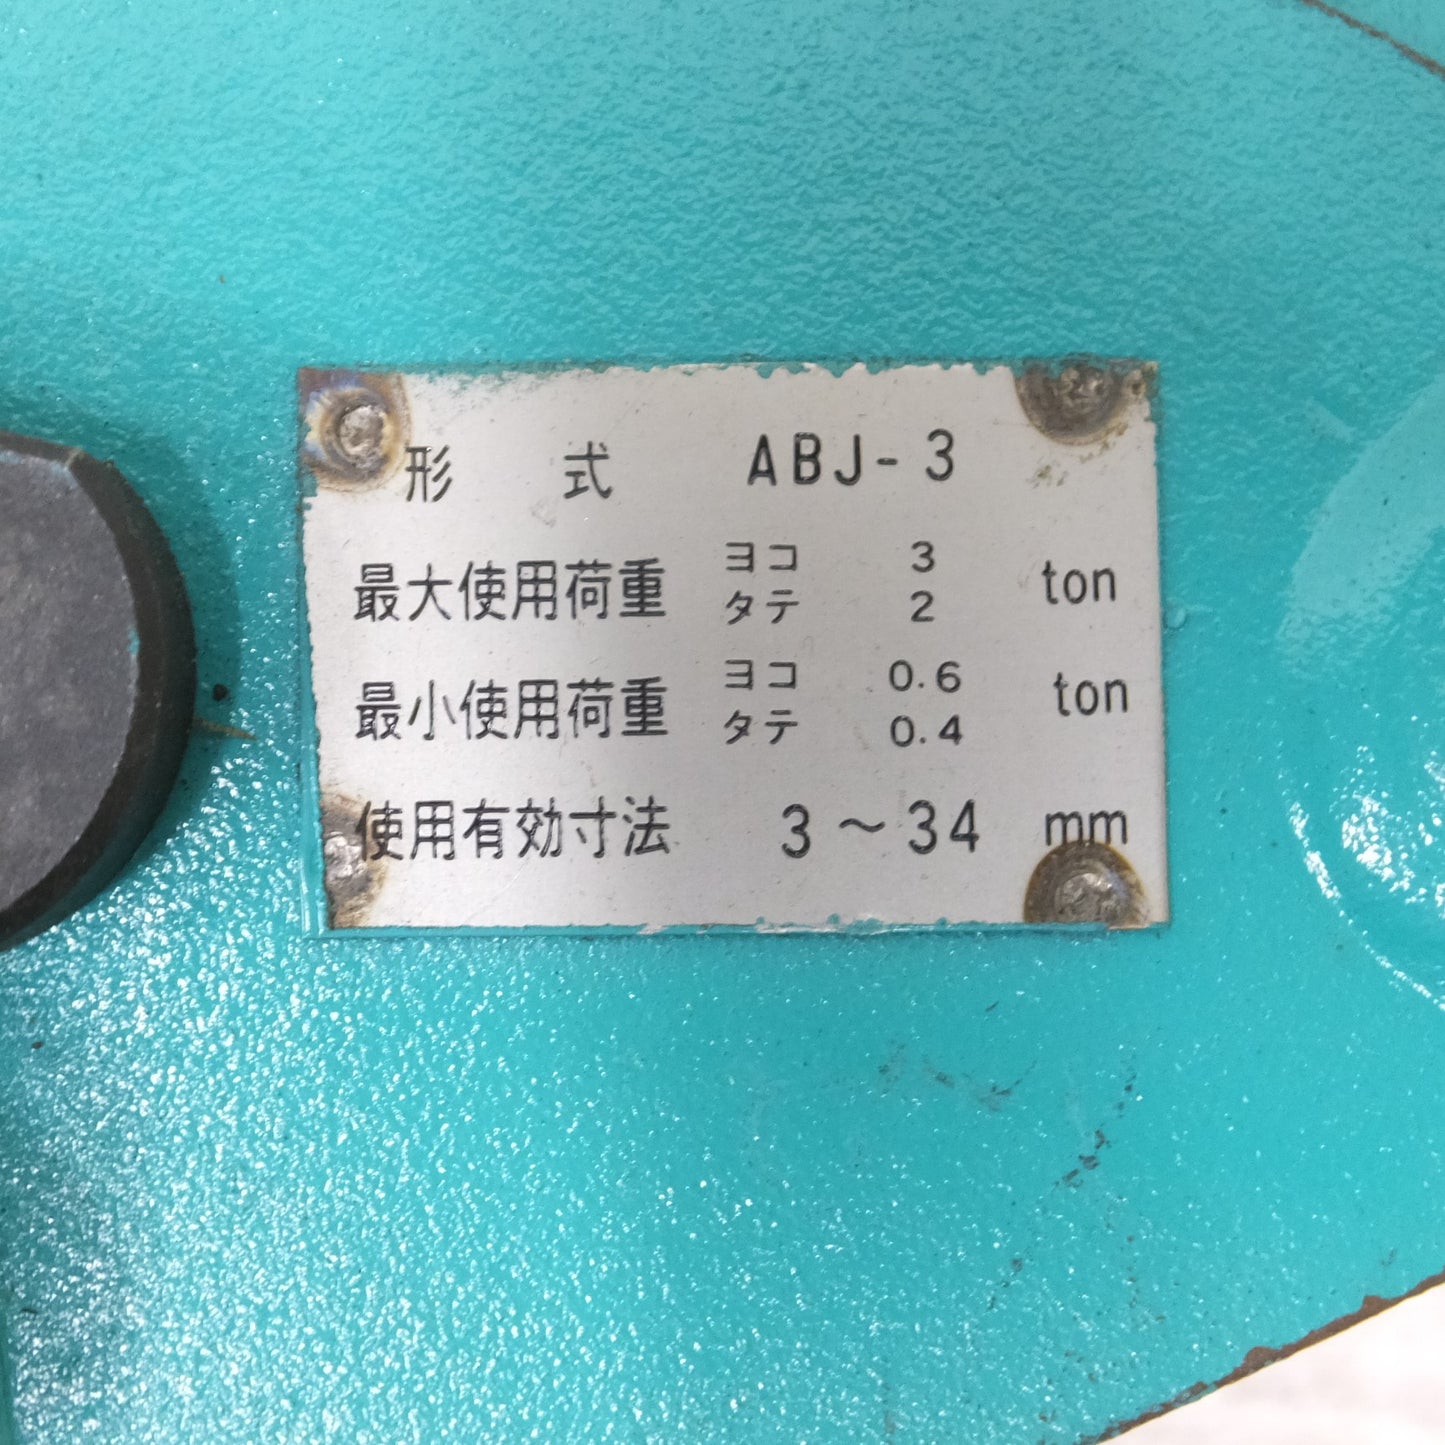 形 式 ABJ-3
最大使用荷重 ヨコ 3 ton
タテ 2
最小使用荷重 ヨコ 0.6 ton
タテ 0.4
使用有効寸法 3～34 mm